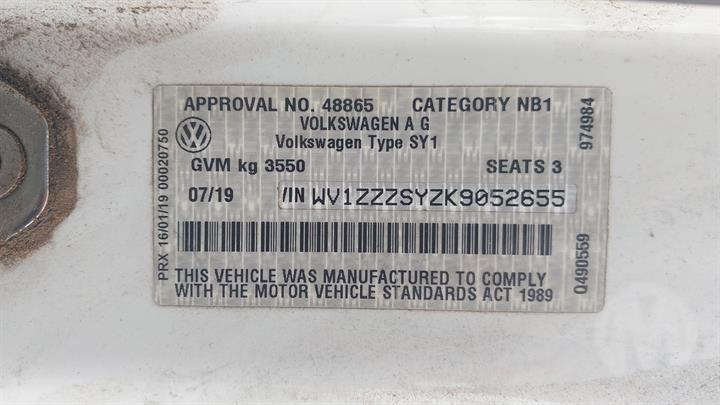 APPROVAL NO. 48865 CATEGORY NB1
VOLKSWAGEN A G
Volkswagen Type SY1
GVM kg 3550 SEATS 3
07/19 VIN WV1ZZZSYZK9052655
THIS VEHICLE WAS MANUFACTURED TO COMPLY
WITH THE MOTOR VEHICLE STANDARDS ACT 1989
PRX 16/01/19 00020750
974984
Q490559